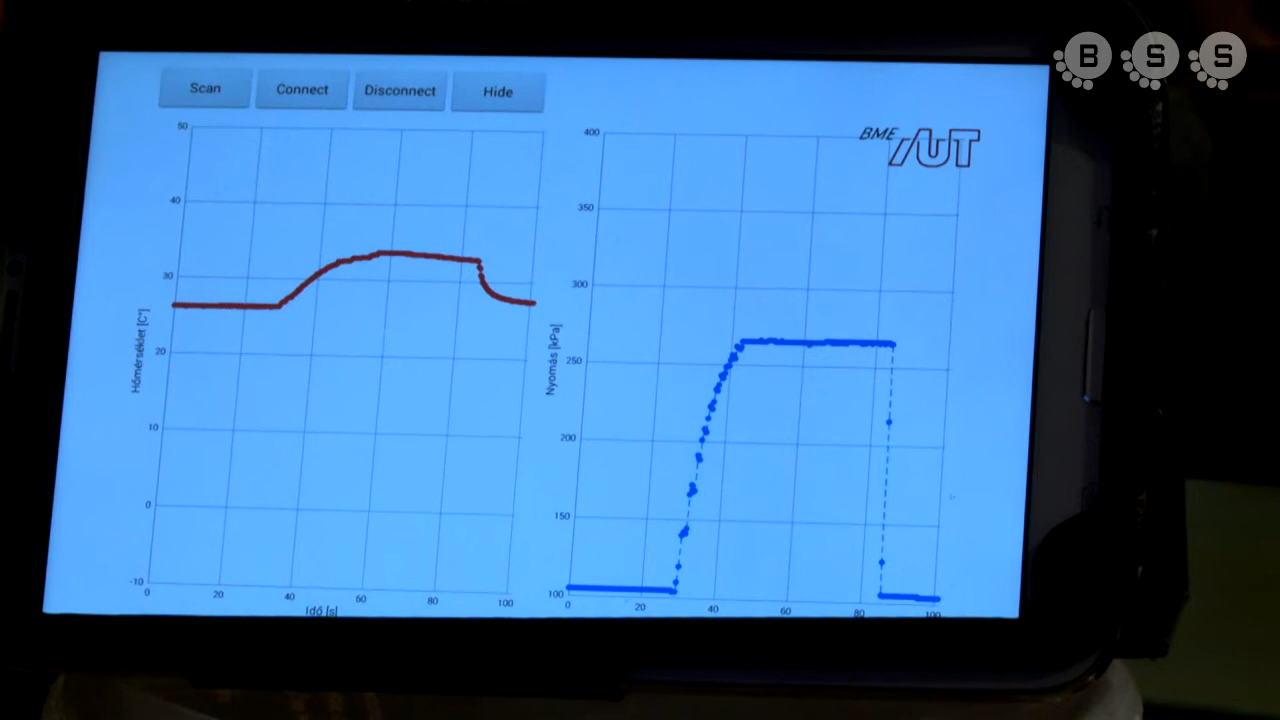 B S S
Scan Connect Disconnect Hide
BME AUT
50
40
30
20
10
0
-10
Hőmérséklet [C°]
0 20 40 60 80 100
Idő [s]
400
350
300
250
200
150
100
Nyomás [kPa]
0 20 40 60 80 100